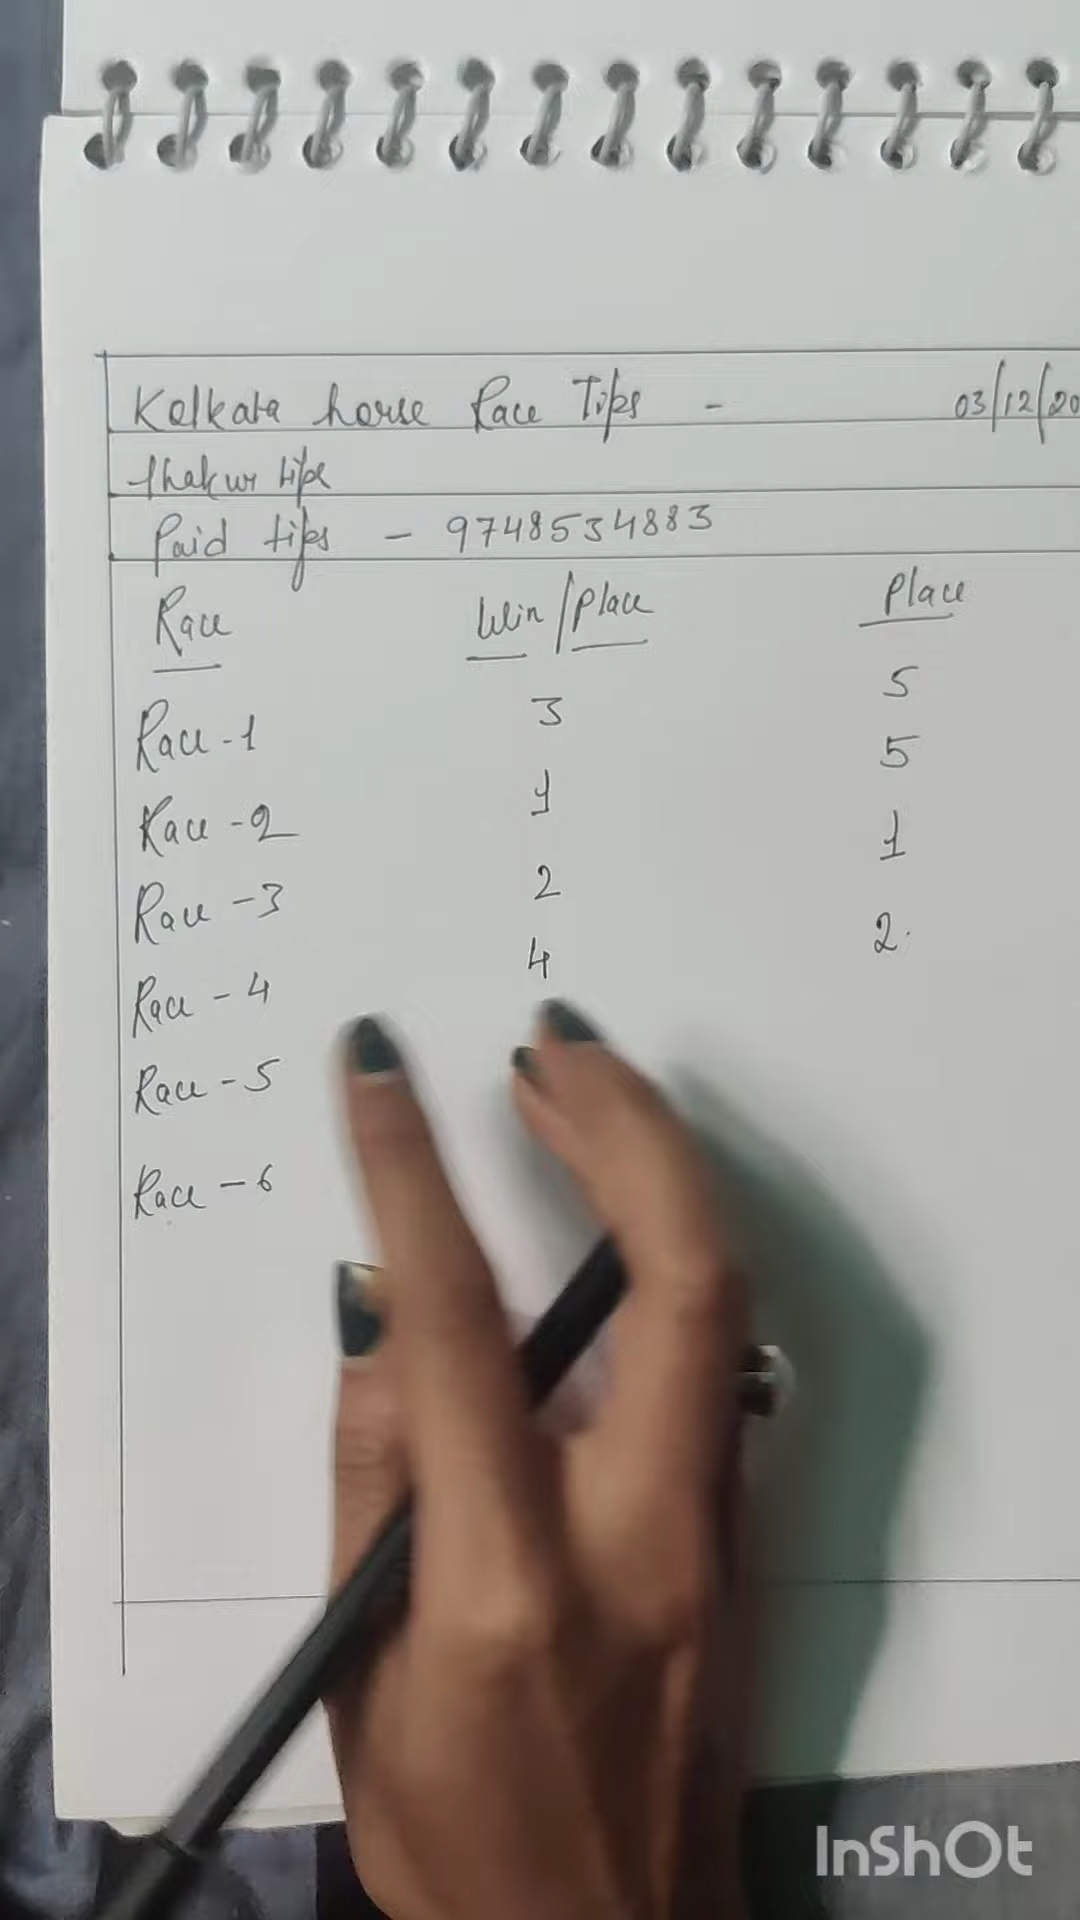 Kolkata horse Race Tips - 03/12/20
Thakur tips
Paid tips - 9748534883
Race Win/Place Place
Race-1 3 5
Race-2 1 5
Race-3 2 1
Race-4 4 2.
Race-5
Race-6
InShOt